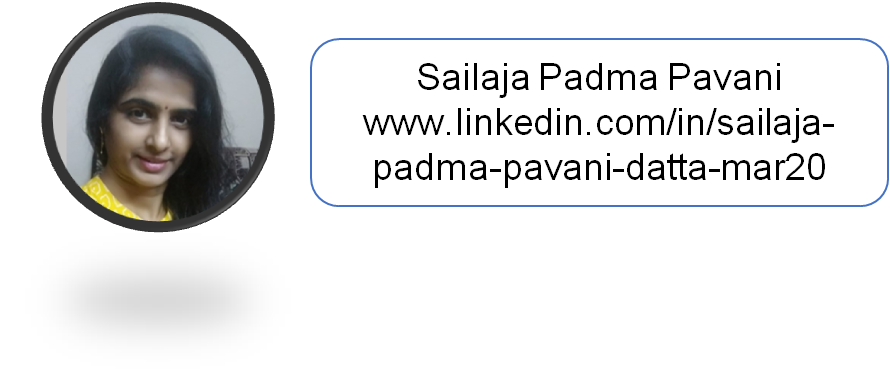 Sailaja Padma Pavani
www.linkedin.com/in/sailaja-
padma-pavani-datta-mar20